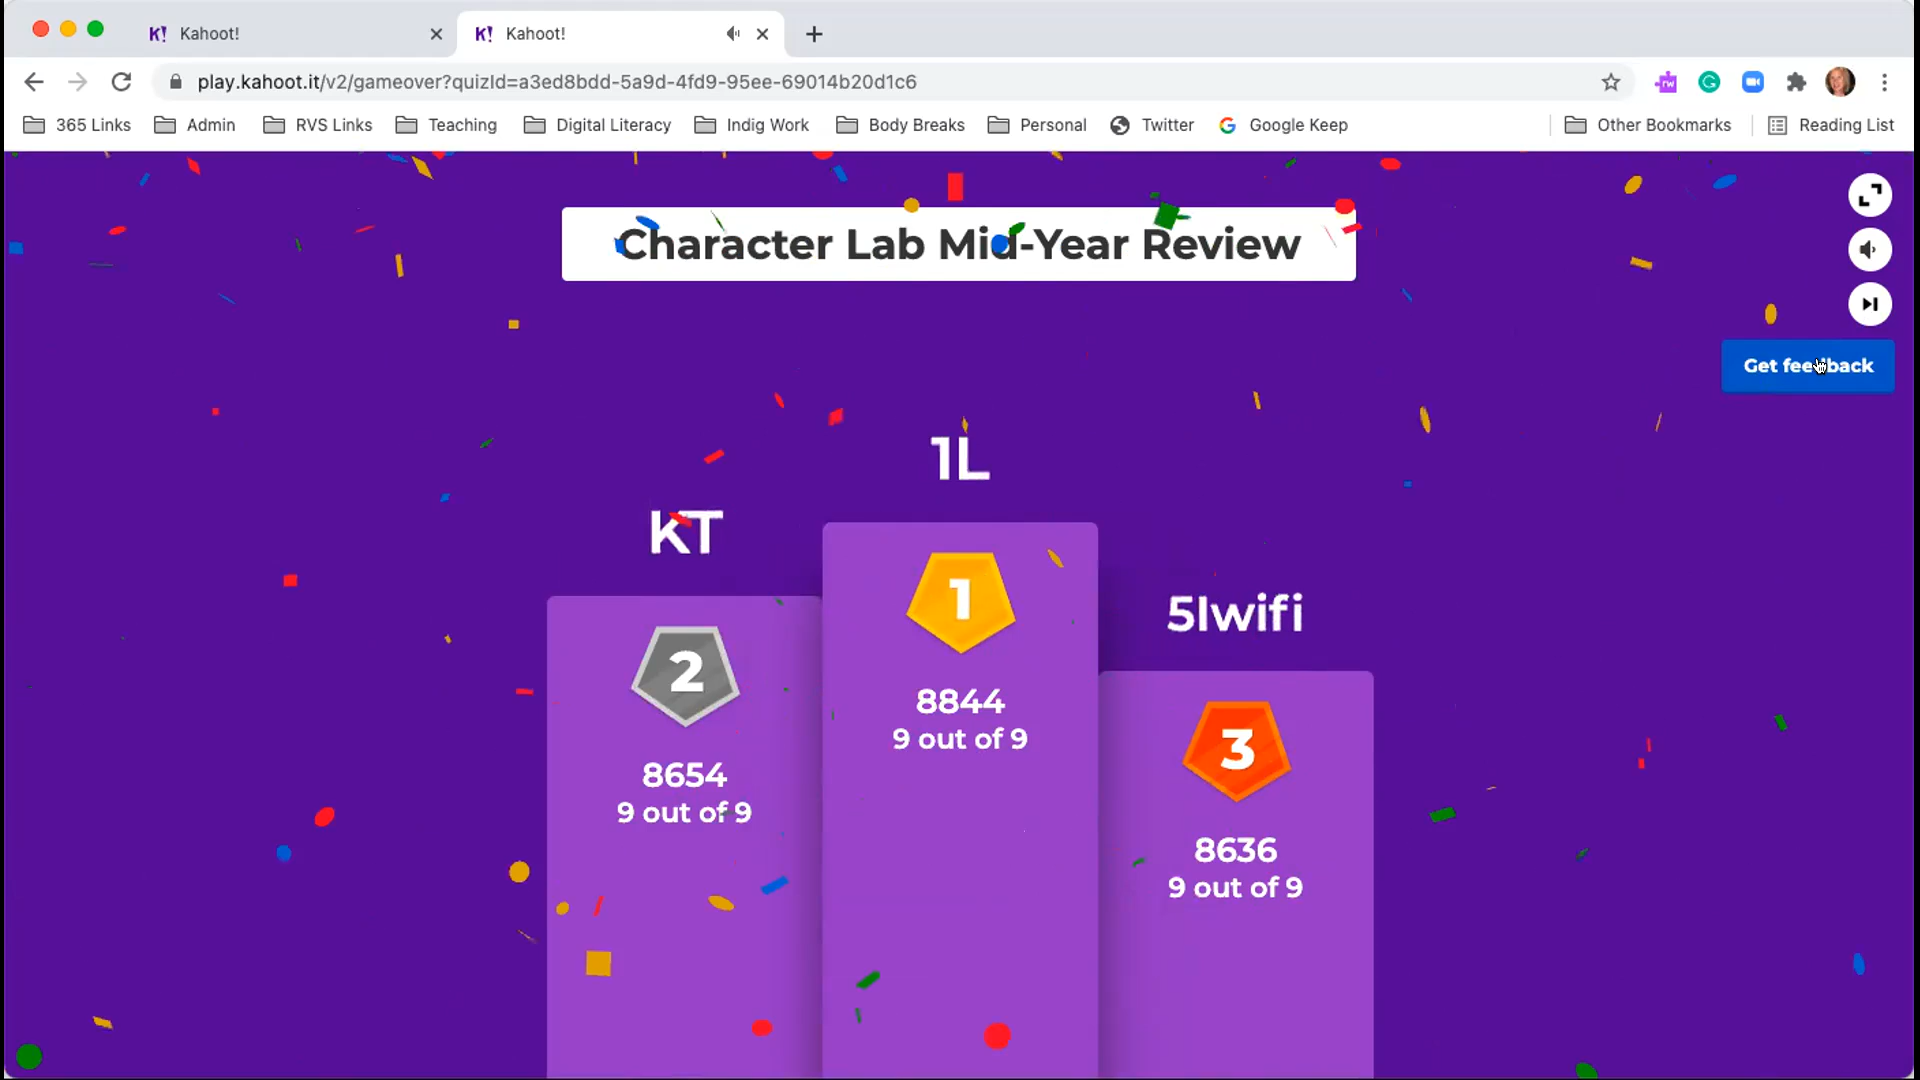 K! Kahoot!
K! Kahoot!
play.kahoot.it/v2/gameover?quizId=a3ed8bdd-5a9d-4fd9-95ee-69014b20d1c6
rw
365 Links Admin RVS Links Teaching Digital Literacy Indig Work Body Breaks Personal Twitter Google Keep Other Bookmarks Reading List
Character Lab Mid-Year Review
Get feedback
1L
KT
5Iwifi
1
2
3
8844
9 out of 9
8654
9 out of 9
8636
9 out of 9